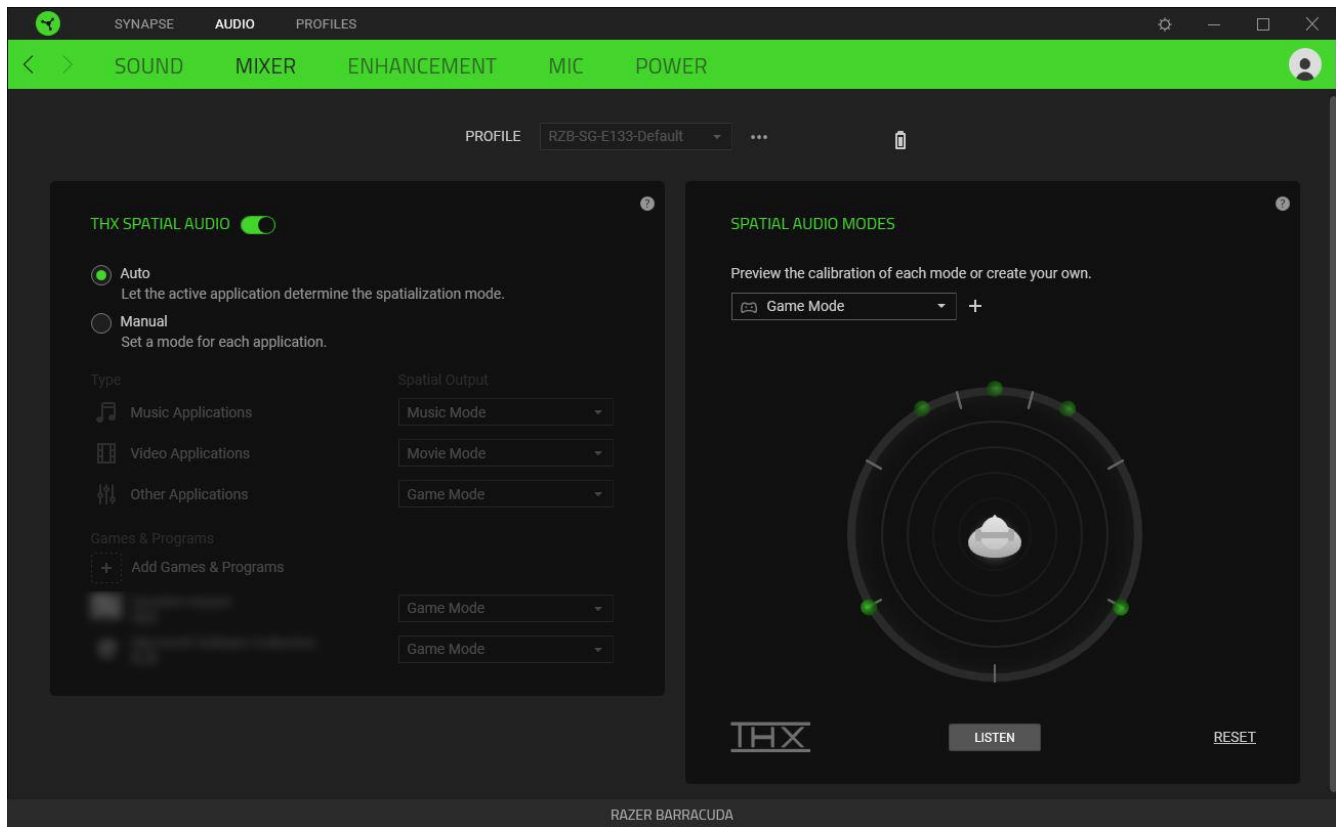 SYNAPSE AUDIO PROFILES
SOUND MIXER ENHANCEMENT MIC POWER
PROFILE RZB-SG-E133-Default
THX SPATIAL AUDIO
Auto
Let the active application determine the spatialization mode.
Manual
Set a mode for each application.
Type Spatial Output
Music Applications Music Mode
Video Applications Movie Mode
Other Applications Game Mode
Games & Programs
+ Add Games & Programs
Game Mode
Game Mode
SPATIAL AUDIO MODES
Preview the calibration of each mode or create your own.
Game Mode +
THX LISTEN RESET
RAZER BARRACUDA